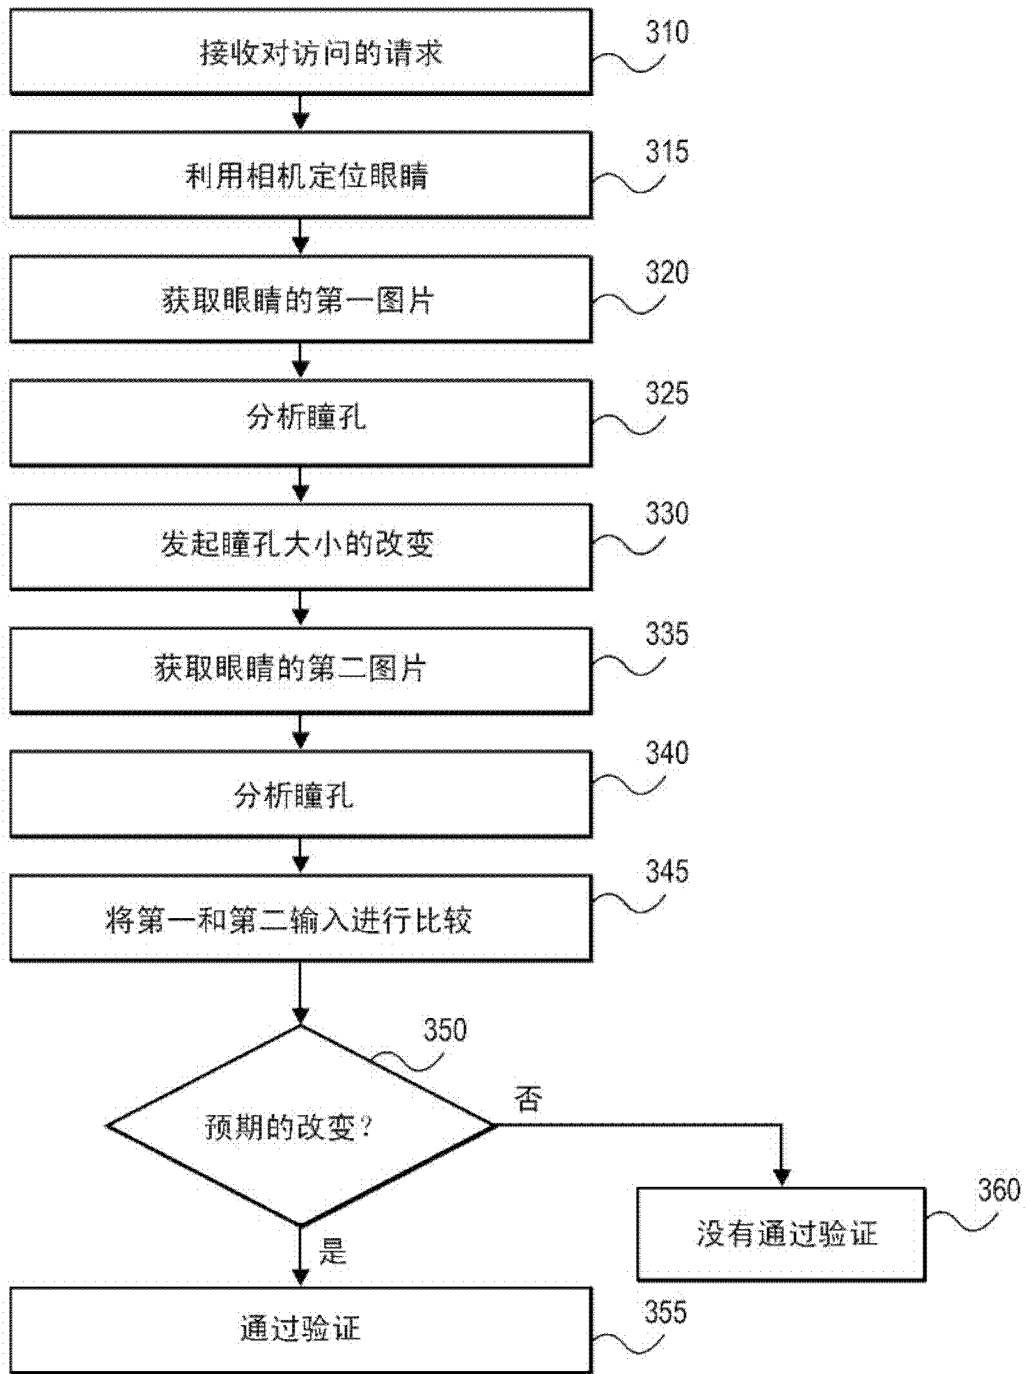 接收对访问的请求
310
利用相机定位眼睛
315
获取眼睛的第一图片
320
分析瞳孔
325
发起瞳孔大小的改变
330
获取眼睛的第二图片
335
分析瞳孔
340
将第一和第二输入进行比较
345
预期的改变?
350
否
没有通过验证
360
是
通过验证
355